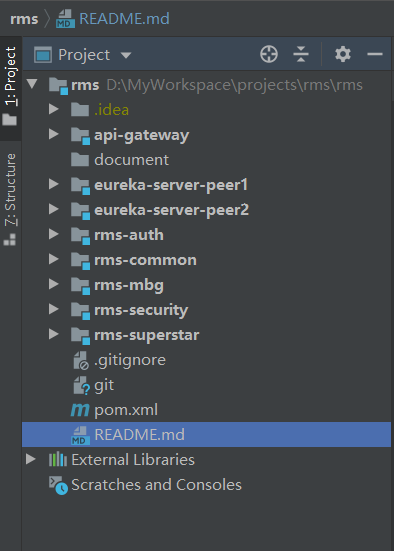 rms README.md
Project
rms D:\MyWorkspace\projects\rms\rms
.idea
api-gateway
document
eureka-server-peer1
eureka-server-peer2
rms-auth
rms-common
rms-mbg
rms-security
rms-superstar
.gitignore
git
pom.xml
README.md
External Libraries
Scratches and Consoles
1: Project
7: Structure